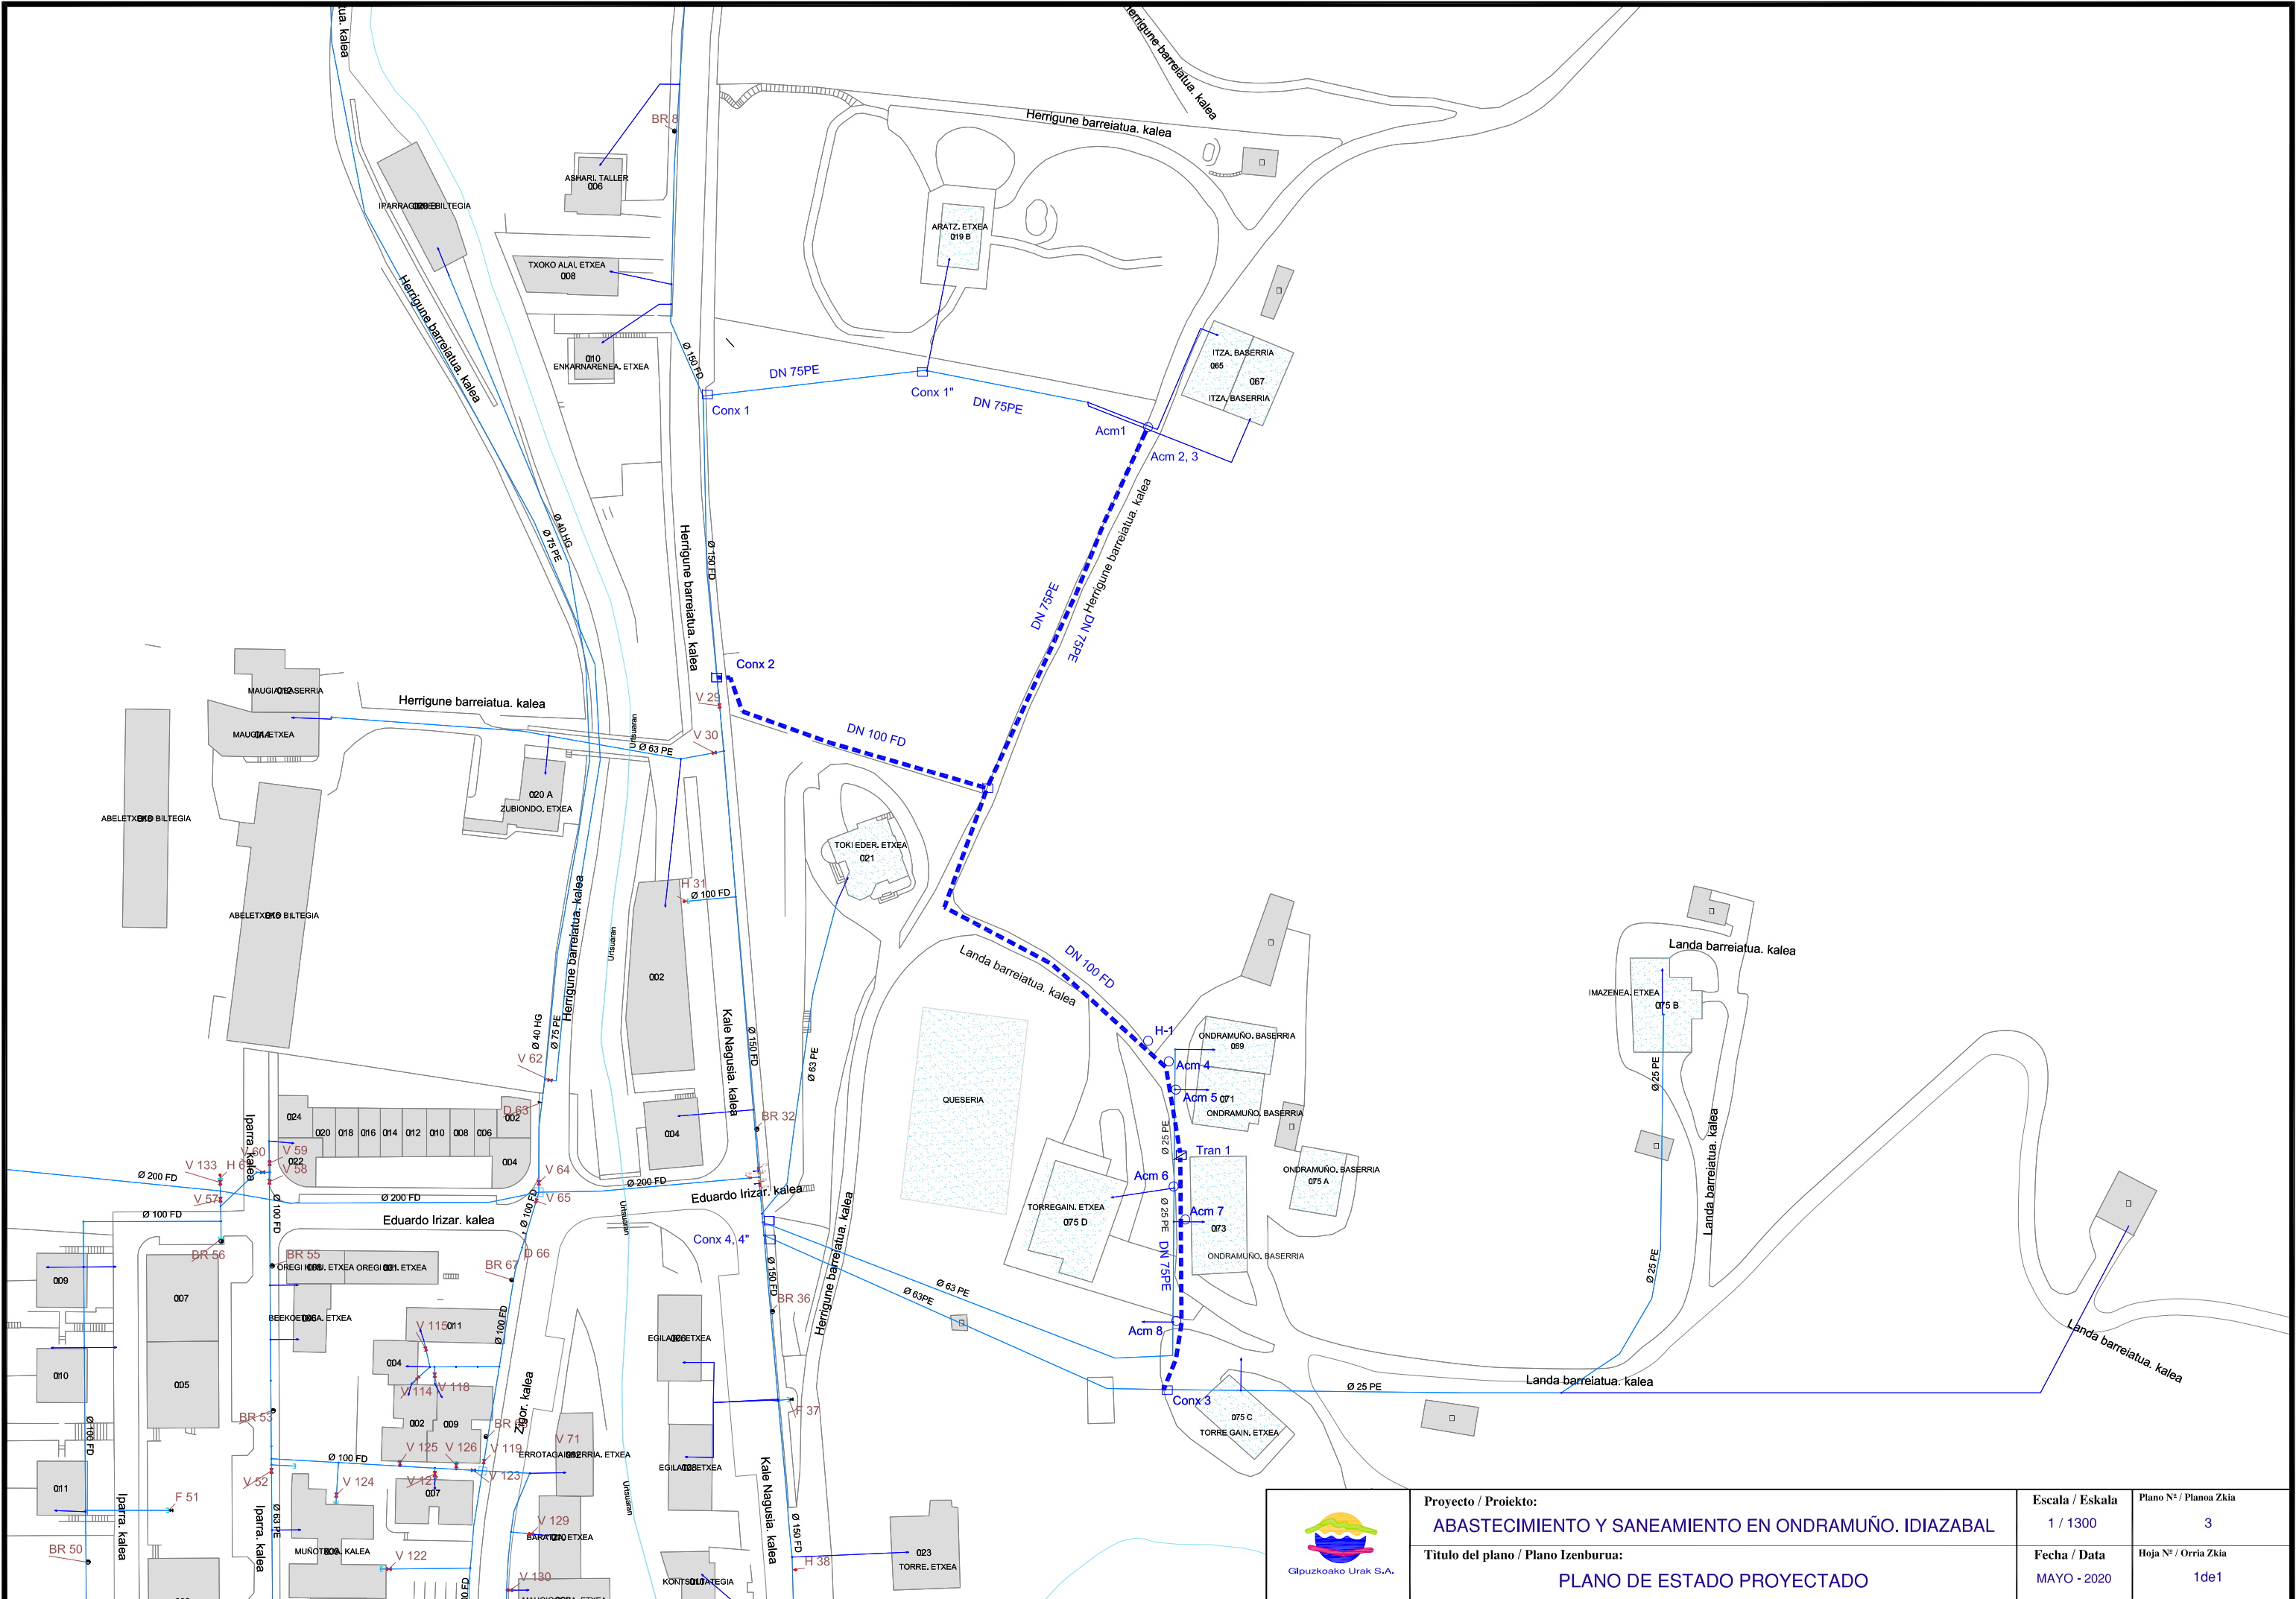 tua. kalea
Herrigune barreiatua. kalea
Herrigune barreiatua. kalea
BR 8
ASHARI. TALLER
006
ARATZ. ETXEA
019 B
TXOKO ALAI. ETXEA
008
Herrigune barreiatua. kalea
010
ENKARNARENEA. ETXEA
Ø 150 FD
DN 75PE
Conx 1
Conx 1"
DN 75PE
ITZA. BASERRIA
065
067
ITZA. BASERRIA
Acm1
Acm 2, 3
Herrigune barreiatua. kalea
Ø 40 HG
Ø 75 PE
Herrigune barreiatua. kalea
Ø 150 FD
DN 75PE
DN 75PE
Conx 2
V 29
V 30
DN 100 FD
Herrigune barreiatua. kalea
Urtsuaran
Ø 63 PE
020 A
ZUBIONDO. ETXEA
TOKI EDER. ETXEA
021
H 31
Ø 100 FD
Herrigune barreiatua. kalea
Urtsuaran
002
Landa barreiatua. kalea
DN 100 FD
Landa barreiatua. kalea
IMAZENEA. ETXEA
075 B
Ø 25 PE
Kale Nagusia. kalea
Ø 150 FD
Ø 63 PE
Ø 40 HG
Ø 75 PE
V 62
D 63
QUESERIA
H-1
Acm 4
Acm 5
ONDRAMUÑO. BASERRIA
069
071
ONDRAMUÑO. BASERRIA
Ø 25 PE
Tran 1
Acm 6
ONDRAMUÑO. BASERRIA
075 A
TORREGAIN. ETXEA
075 D
Ø 25 PE
Acm 7
073
ONDRAMUÑO. BASERRIA
DN 75PE
Acm 8
Conx 3
Landa barreiatua. kalea
Ø 25 PE
Landa barreiatua. kalea
Ø 25 PE
Landa barreiatua. kalea
075 C
TORRE GAIN. ETXEA
Iparra. kalea
024
020
018
016
014
012
010
008
006
002
022
004
004
BR 32
V 59
V 58
V 133
V 57
V 64
V 65
Ø 200 FD
Ø 200 FD
Ø 200 FD
Ø 100 FD
Ø 100 FD
Ø 100 FD
Eduardo Irizar. kalea
Eduardo Irizar. kalea
Urtsuaran
Conx 4, 4"
Herrigune barreiatua. kalea
Ø 150 FD
Ø 63 PE
Ø 63PE
BR 56
BR 55
D 66
BR 67
BR 36
009
007
010
005
011
V 115
011
004
V 114
V 118
002
009
Ø 100 FD
Zigor. kalea
BR 53
Ø 100 FD
V 125
V 126
V 119
V 123
V 71
F 37
Ø 100 FD
V 52
V 124
007
F 51
Iparra. kalea
Iparra. kalea
Ø 63 PE
V 129
V 122
V 130
BR 50
Urtsuaran
Kale Nagusia. kalea
Ø 150 FD
H 38
023
TORRE. ETXEA
Gipuzkoako Urak S.A.
Proyecto / Proiekto:
ABASTECIMIENTO Y SANEAMIENTO EN ONDRAMUÑO. IDIAZABAL
Titulo del plano / Plano Izenburua:
PLANO DE ESTADO PROYECTADO
Escala / Eskala
1 / 1300
Plano Nº / Planoa Zkia
3
Fecha / Data
MAYO - 2020
Hoja Nº / Orria Zkia
1de1